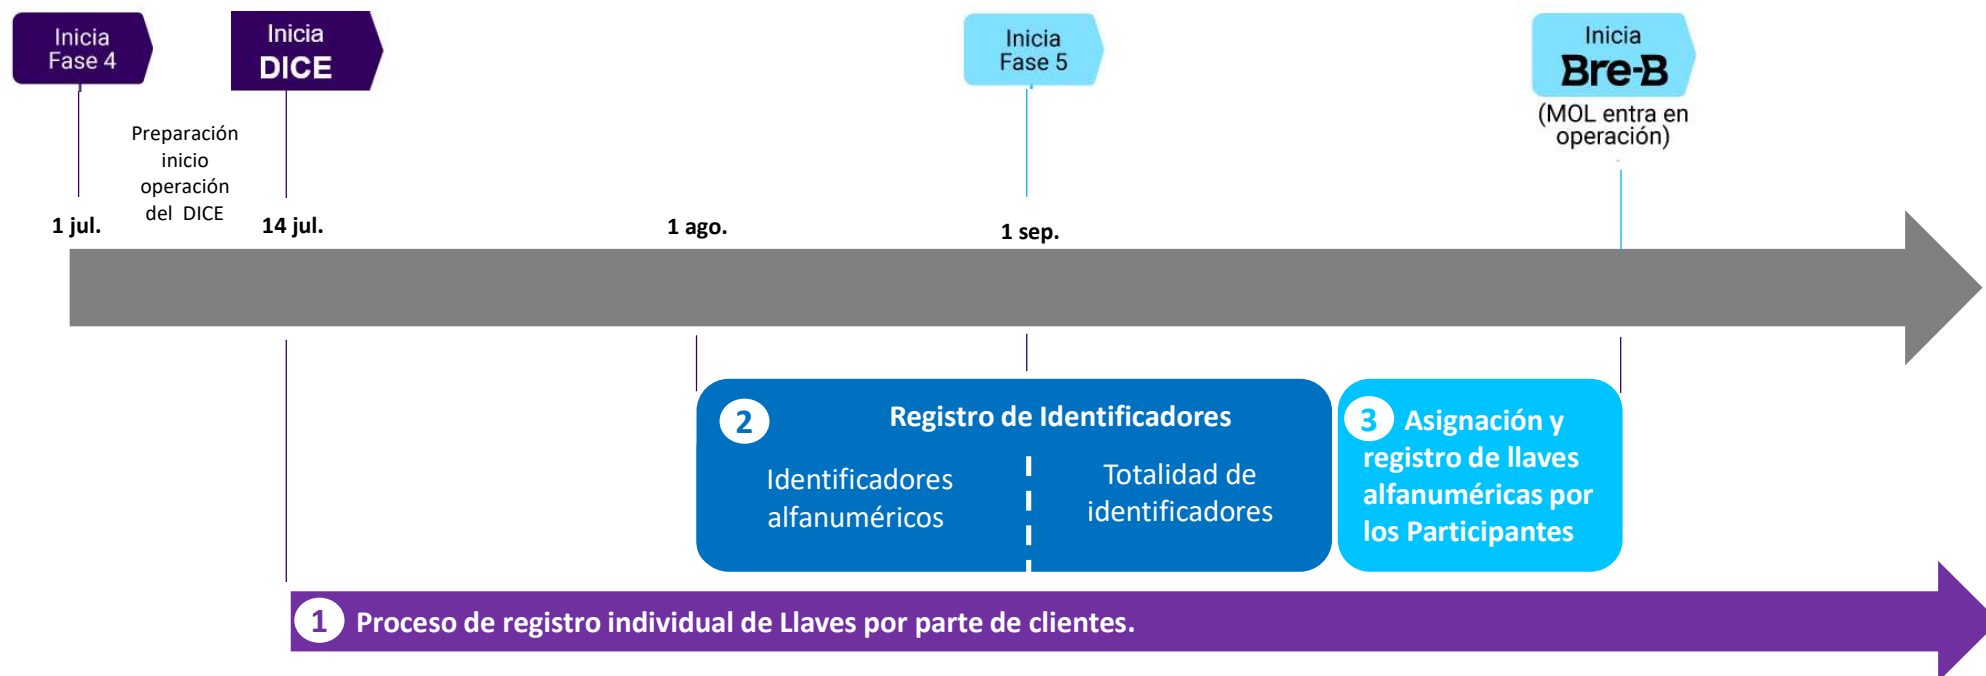 Inicia
Fase 4
Inicia
DICE
Inicia
Fase 5
Inicia
Bre-B
(MOL entra en
operación)
Preparación
inicio
operación
del DICE
1 jul.
14 jul.
1 ago.
1 sep.
2
Registro de Identificadores
Identificadores
alfanuméricos
Totalidad de
identificadores
3 Asignación y
registro de llaves
alfanuméricas por
los Participantes
1 Proceso de registro individual de Llaves por parte de clientes.